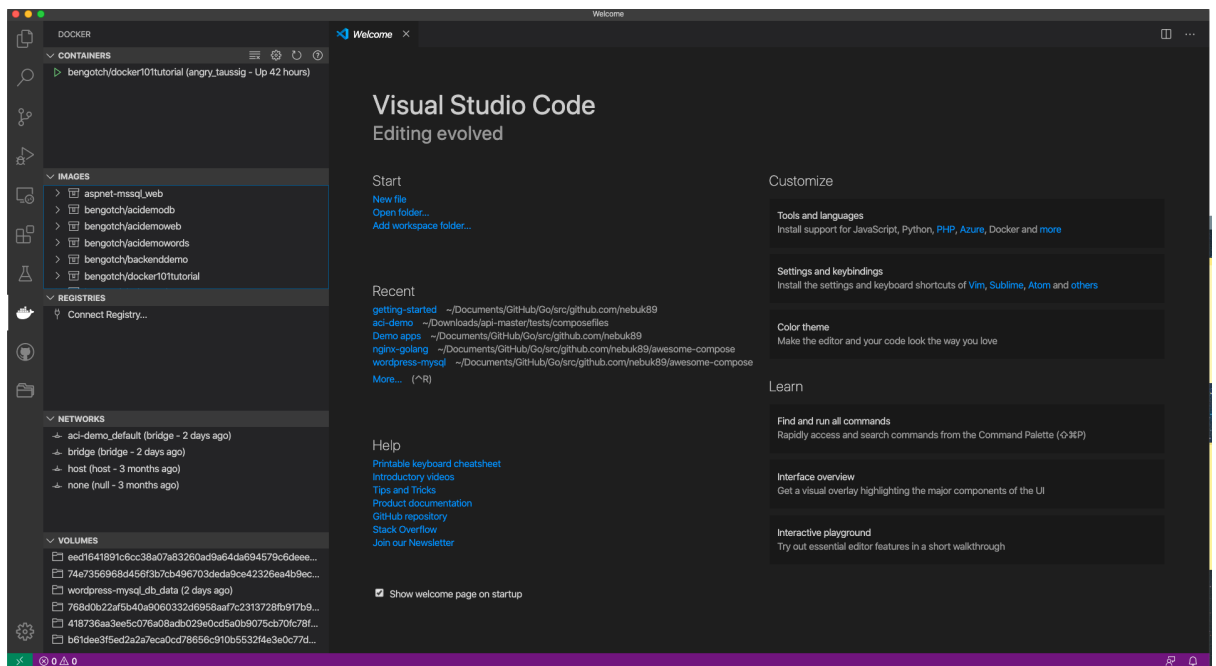 Welcome
DOCKER
CONTAINERS
bengotch/docker101tutorial (angry_taussig - Up 42 hours)
IMAGES
aspnet-mssql_web
bengotch/acidemodb
bengotch/acidemoweb
bengotch/acidemowords
bengotch/backenddemo
bengotch/docker101tutorial
REGISTRIES
Connect Registry...
NETWORKS
aci-demo_default (bridge - 2 days ago)
bridge (bridge - 2 days ago)
host (host - 3 months ago)
none (null - 3 months ago)
VOLUMES
eed1641891c6cc38a07a83260ad9a64da694579c6deee...
74e7356968d456f3b7cb496703deda9ce42326ea4b9ec...
wordpress-mysql_db_data (2 days ago)
768d0b22af5b40a9060332d6958aaf7c2313728fb917b9...
418736aa3ee5c076a08adb029e0cd5a0b9075cb70fc78f...
b61dee3f5ed2a2a7eca0cd78656c910b5532f4e3e0c77d...
0 0
Welcome
Visual Studio Code
Editing evolved
Start
New file
Open folder...
Add workspace folder...
Recent
getting-started ~/Documents/GitHub/Go/src/github.com/nebuk89
aci-demo ~/Downloads/api-master/tests/composefiles
Demo apps ~/Documents/GitHub/Go/src/github.com/nebuk89
nginx-golang ~/Documents/GitHub/Go/src/github.com/nebuk89/awesome-compose
wordpress-mysql ~/Documents/GitHub/Go/src/github.com/nebuk89/awesome-compose
More... (^R)
Help
Printable keyboard cheatsheet
Introductory videos
Tips and Tricks
Product documentation
GitHub repository
Stack Overflow
Join our Newsletter
Show welcome page on startup
Customize
Tools and languages
Install support for JavaScript, Python, PHP, Azure, Docker and more
Settings and keybindings
Install the settings and keyboard shortcuts of Vim, Sublime, Atom and others
Color theme
Make the editor and your code look the way you love
Learn
Find and run all commands
Rapidly access and search commands from the Command Palette (⇧⌘P)
Interface overview
Get a visual overlay highlighting the major components of the UI
Interactive playground
Try out essential editor features in a short walkthrough